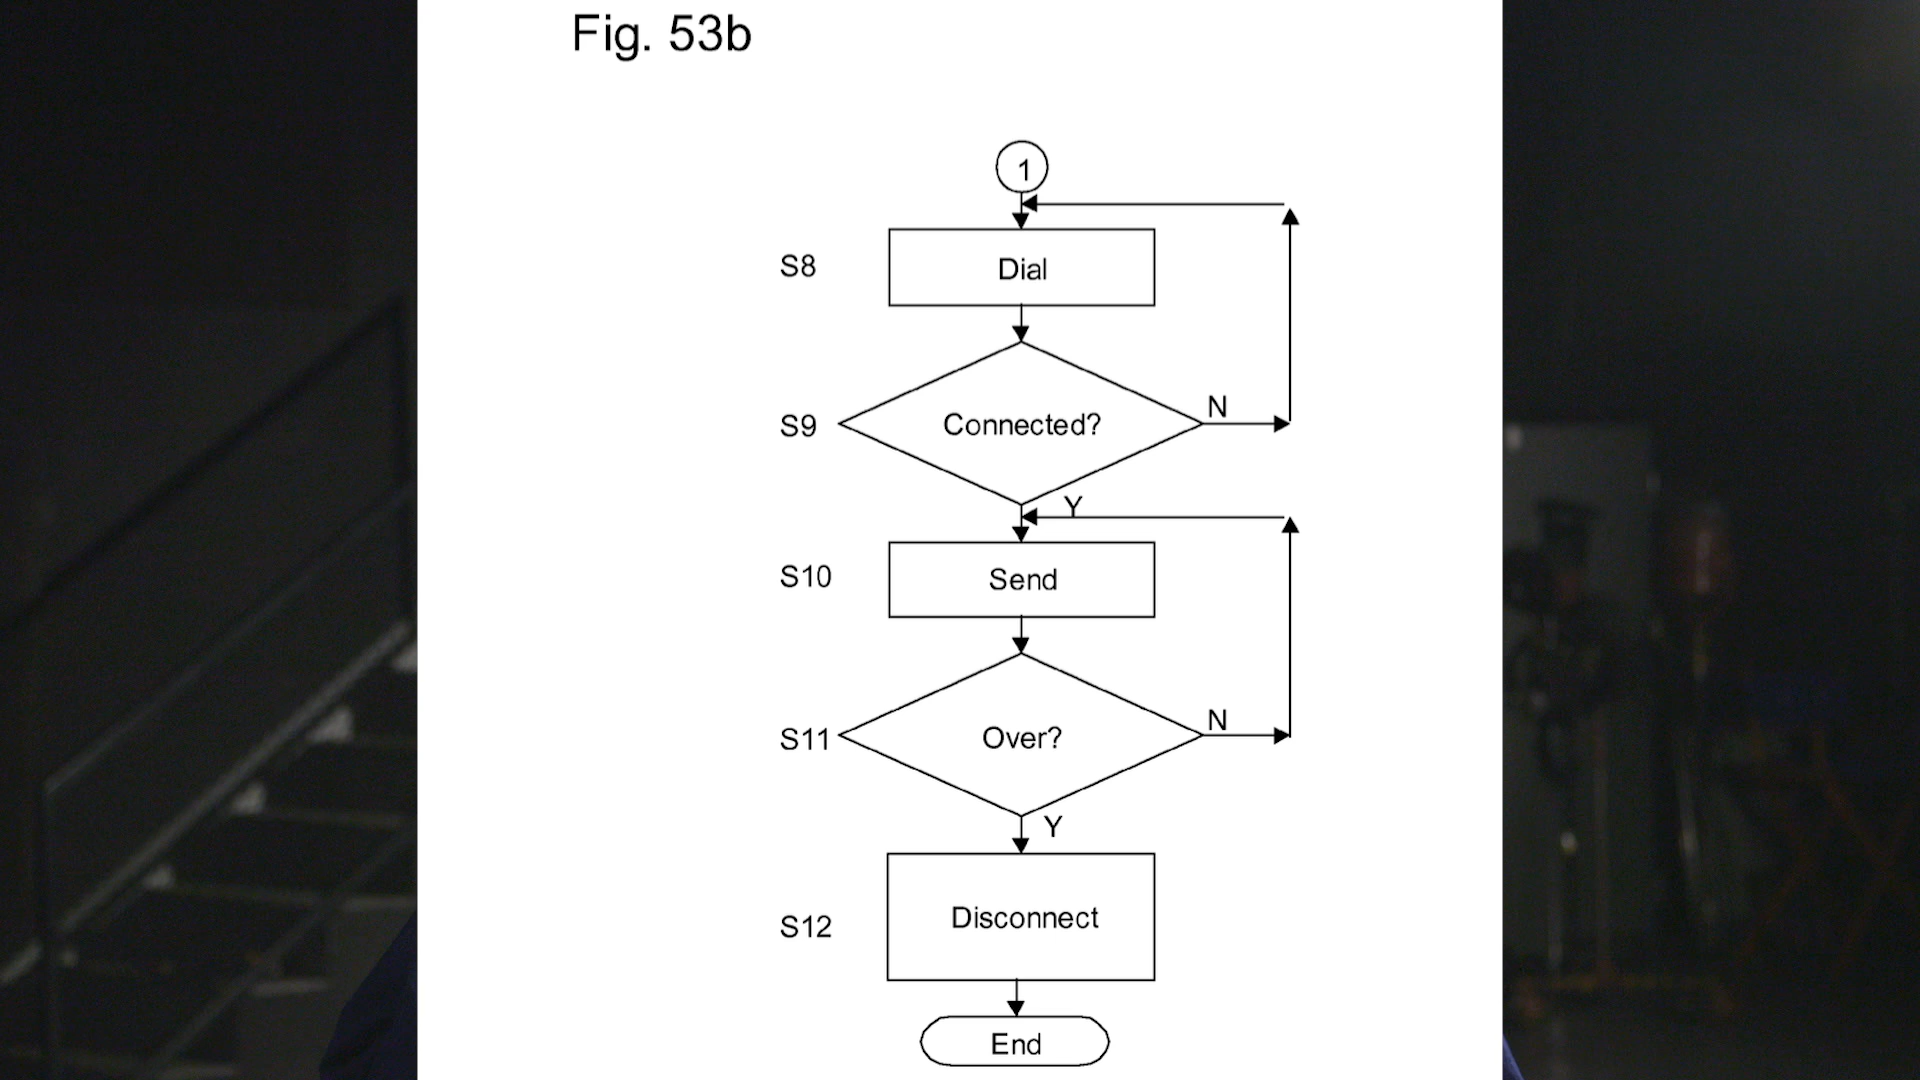 Fig. 53b
1
S8
Dial
S9
Connected?
N
Y
S10
Send
S11
Over?
N
Y
S12
Disconnect
End